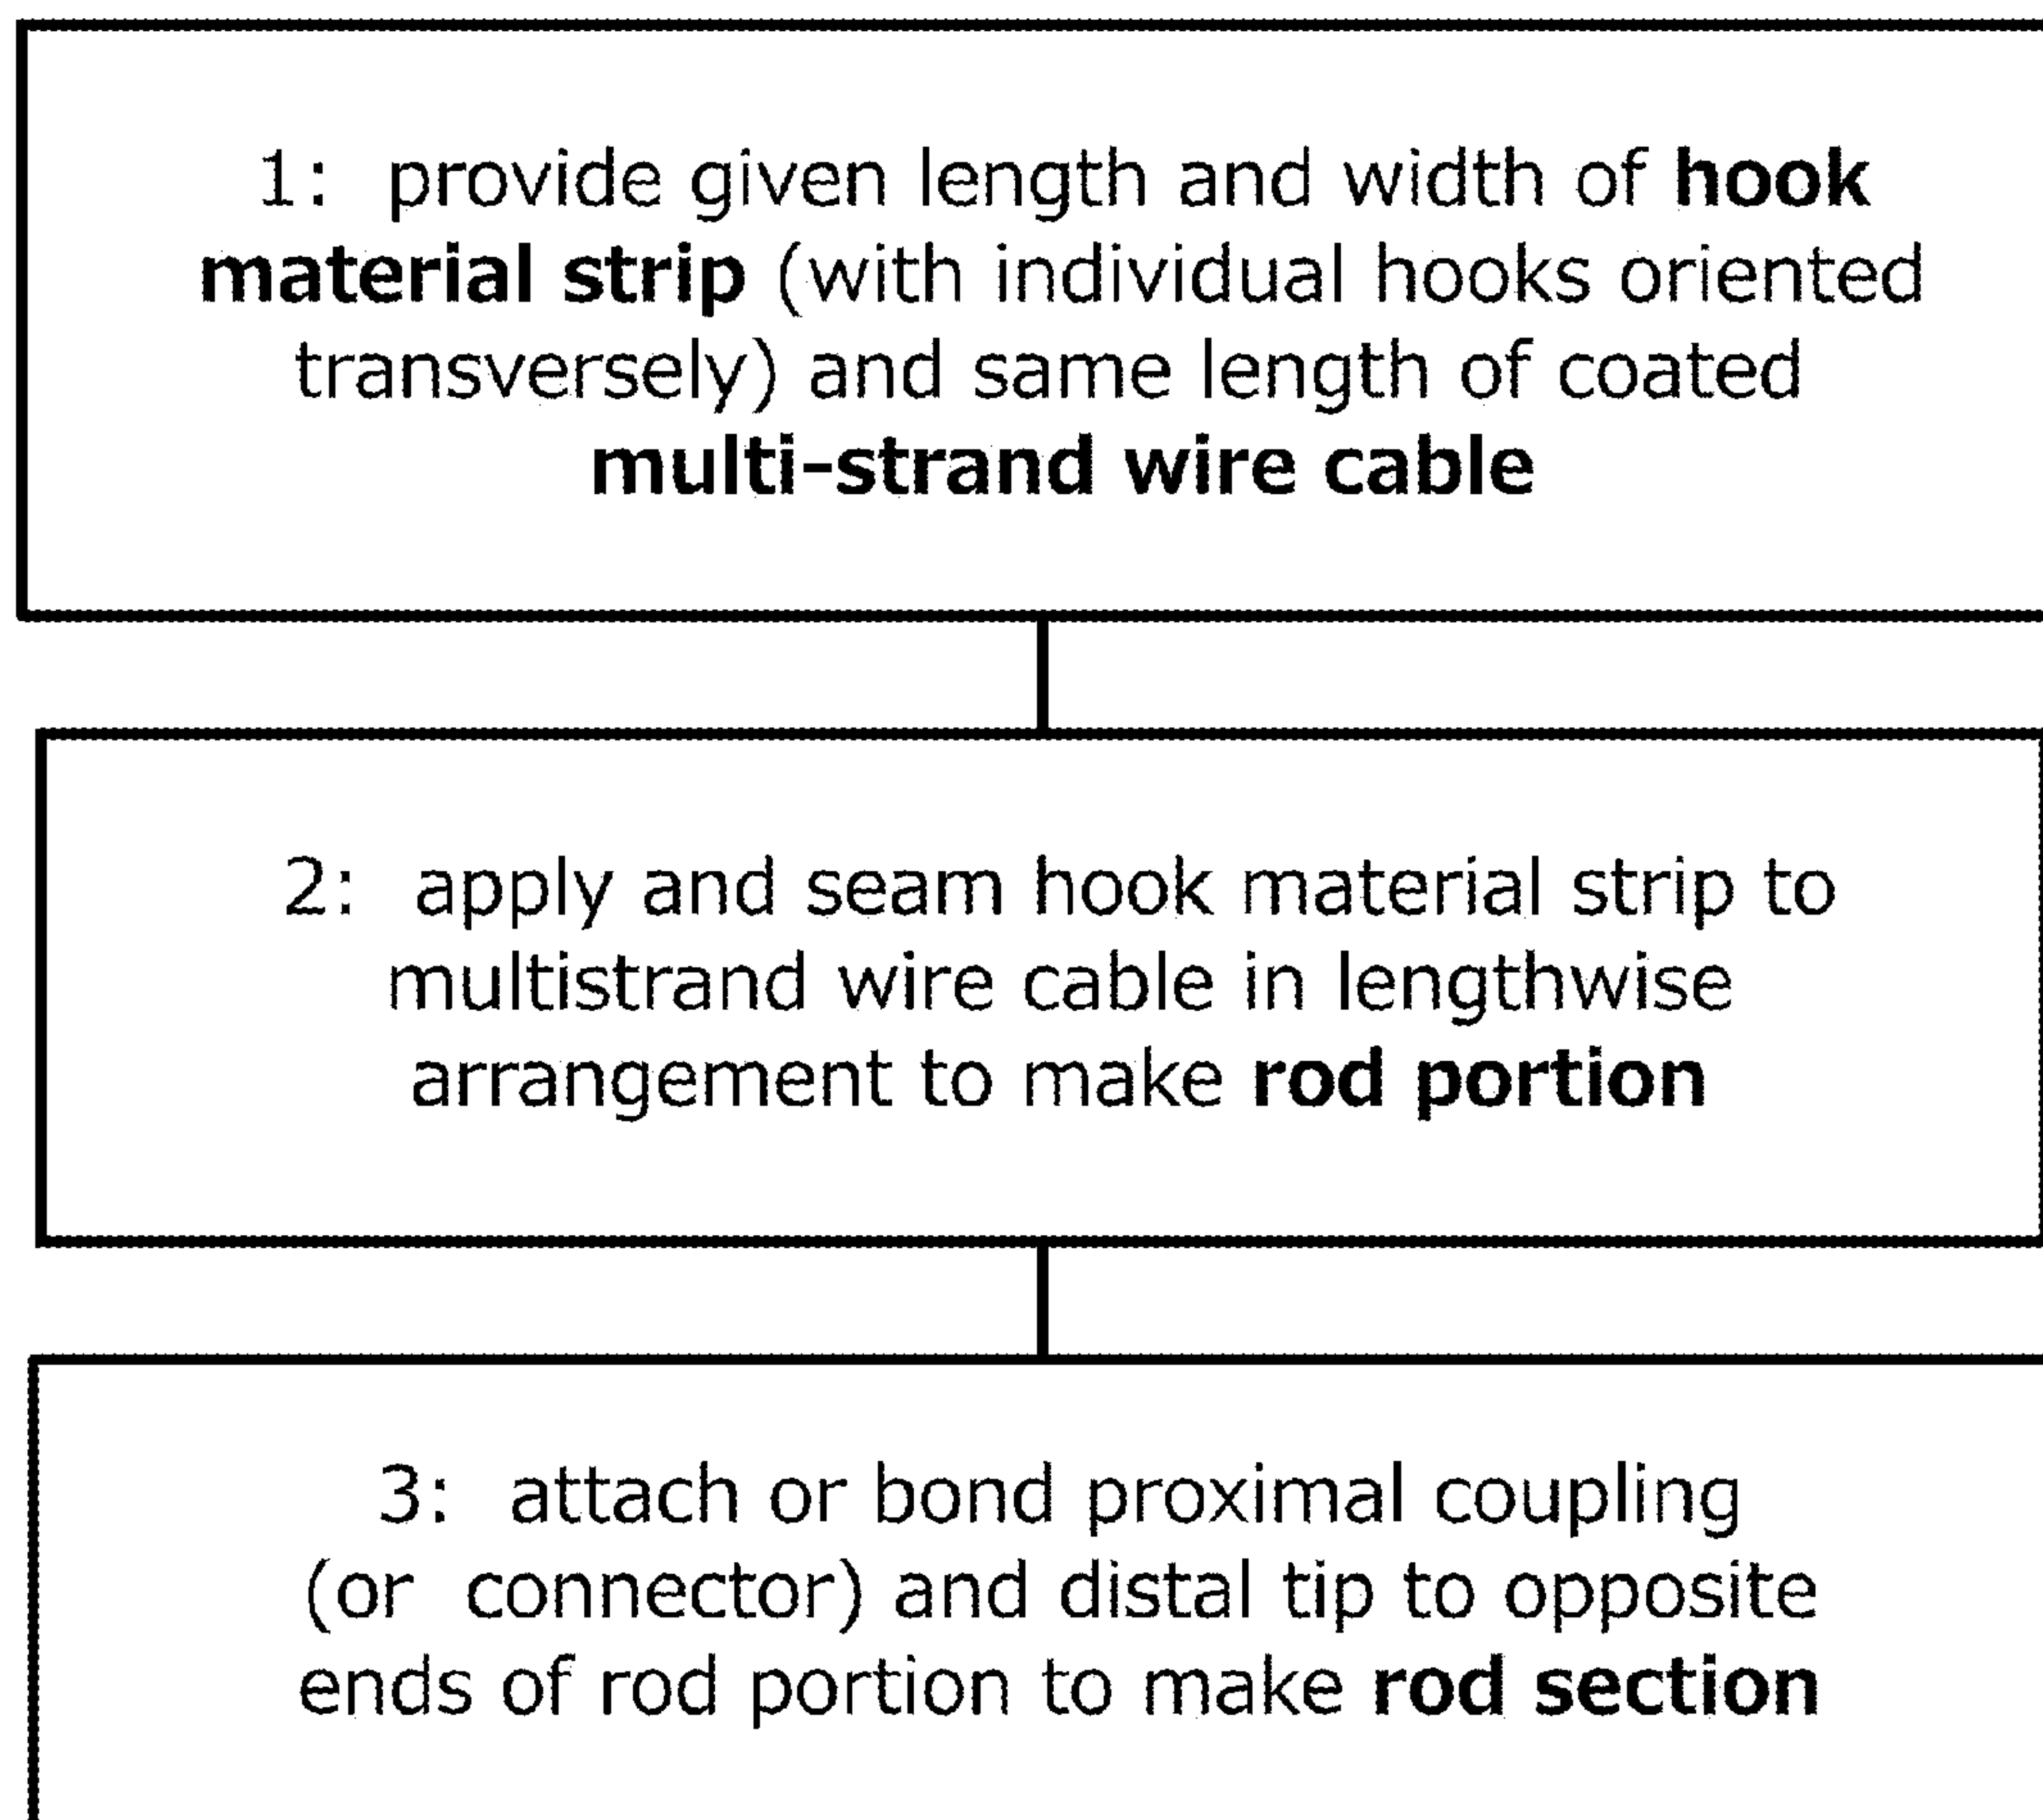 1: provide given length and width of hook
material strip (with individual hooks oriented
transversely) and same length of coated
multi-strand wire cable
2: apply and seam hook material strip to
multistrand wire cable in lengthwise
arrangement to make rod portion
3: attach or bond proximal coupling
(or connector) and distal tip to opposite
ends of rod portion to make rod section